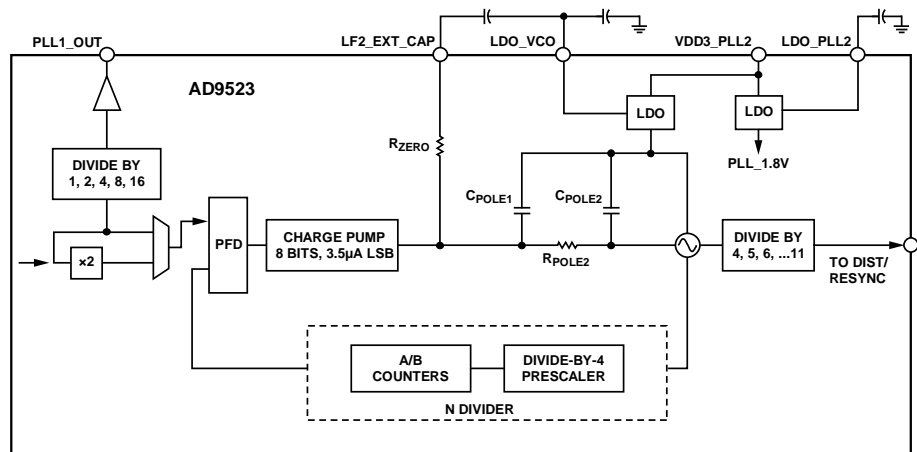 PLL1_OUT
LF2_EXT_CAP
LDO_VCO
VDD3_PLL2
LDO_PLL2
AD9523
LDO
LDO
PLL_1.8V
RZERO
DIVIDE BY
1, 2, 4, 8, 16
CPOLE1
CPOLE2
×2
PFD
CHARGE PUMP
8 BITS, 3.5µA LSB
RPOLE2
DIVIDE BY
4, 5, 6, ...11
TO DIST/
RESYNC
A/B
COUNTERS
DIVIDE-BY-4
PRESCALER
N DIVIDER